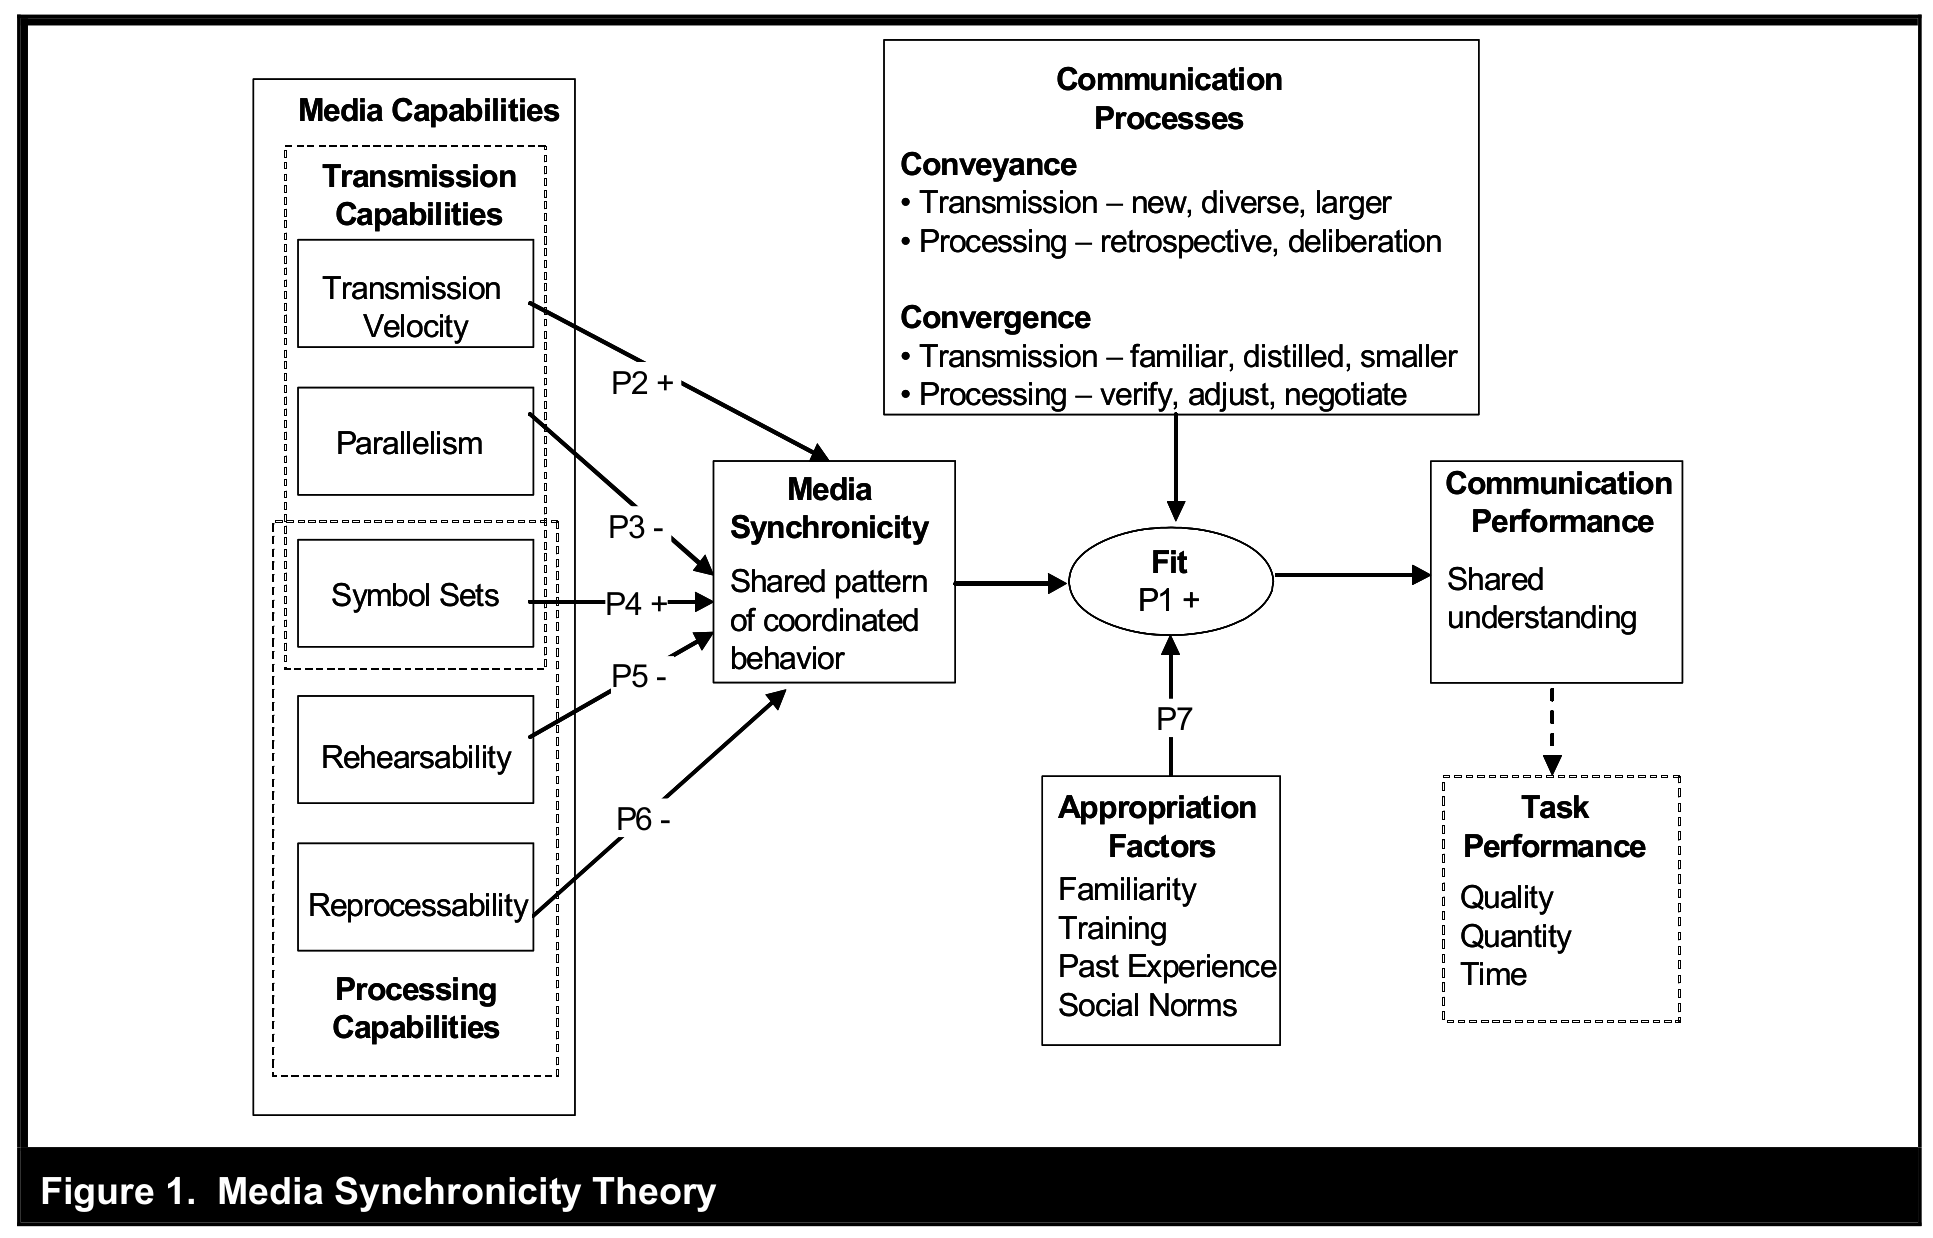 Media Capabilities
Transmission
Capabilities
Transmission
Velocity
Parallelism
Symbol Sets
Rehearsability
Reprocessability
Processing
Capabilities
P2 +
P3 -
P4 +
P5 -
P6 -
Media
Synchronicity
Shared pattern
of coordinated
behavior
Communication
Processes
Conveyance
• Transmission – new, diverse, larger
• Processing – retrospective, deliberation
Convergence
• Transmission – familiar, distilled, smaller
• Processing – verify, adjust, negotiate
Fit
P1 +
P7
Appropriation
Factors
Familiarity
Training
Past Experience
Social Norms
Communication
Performance
Shared
understanding
Task
Performance
Quality
Quantity
Time
Figure 1. Media Synchronicity Theory